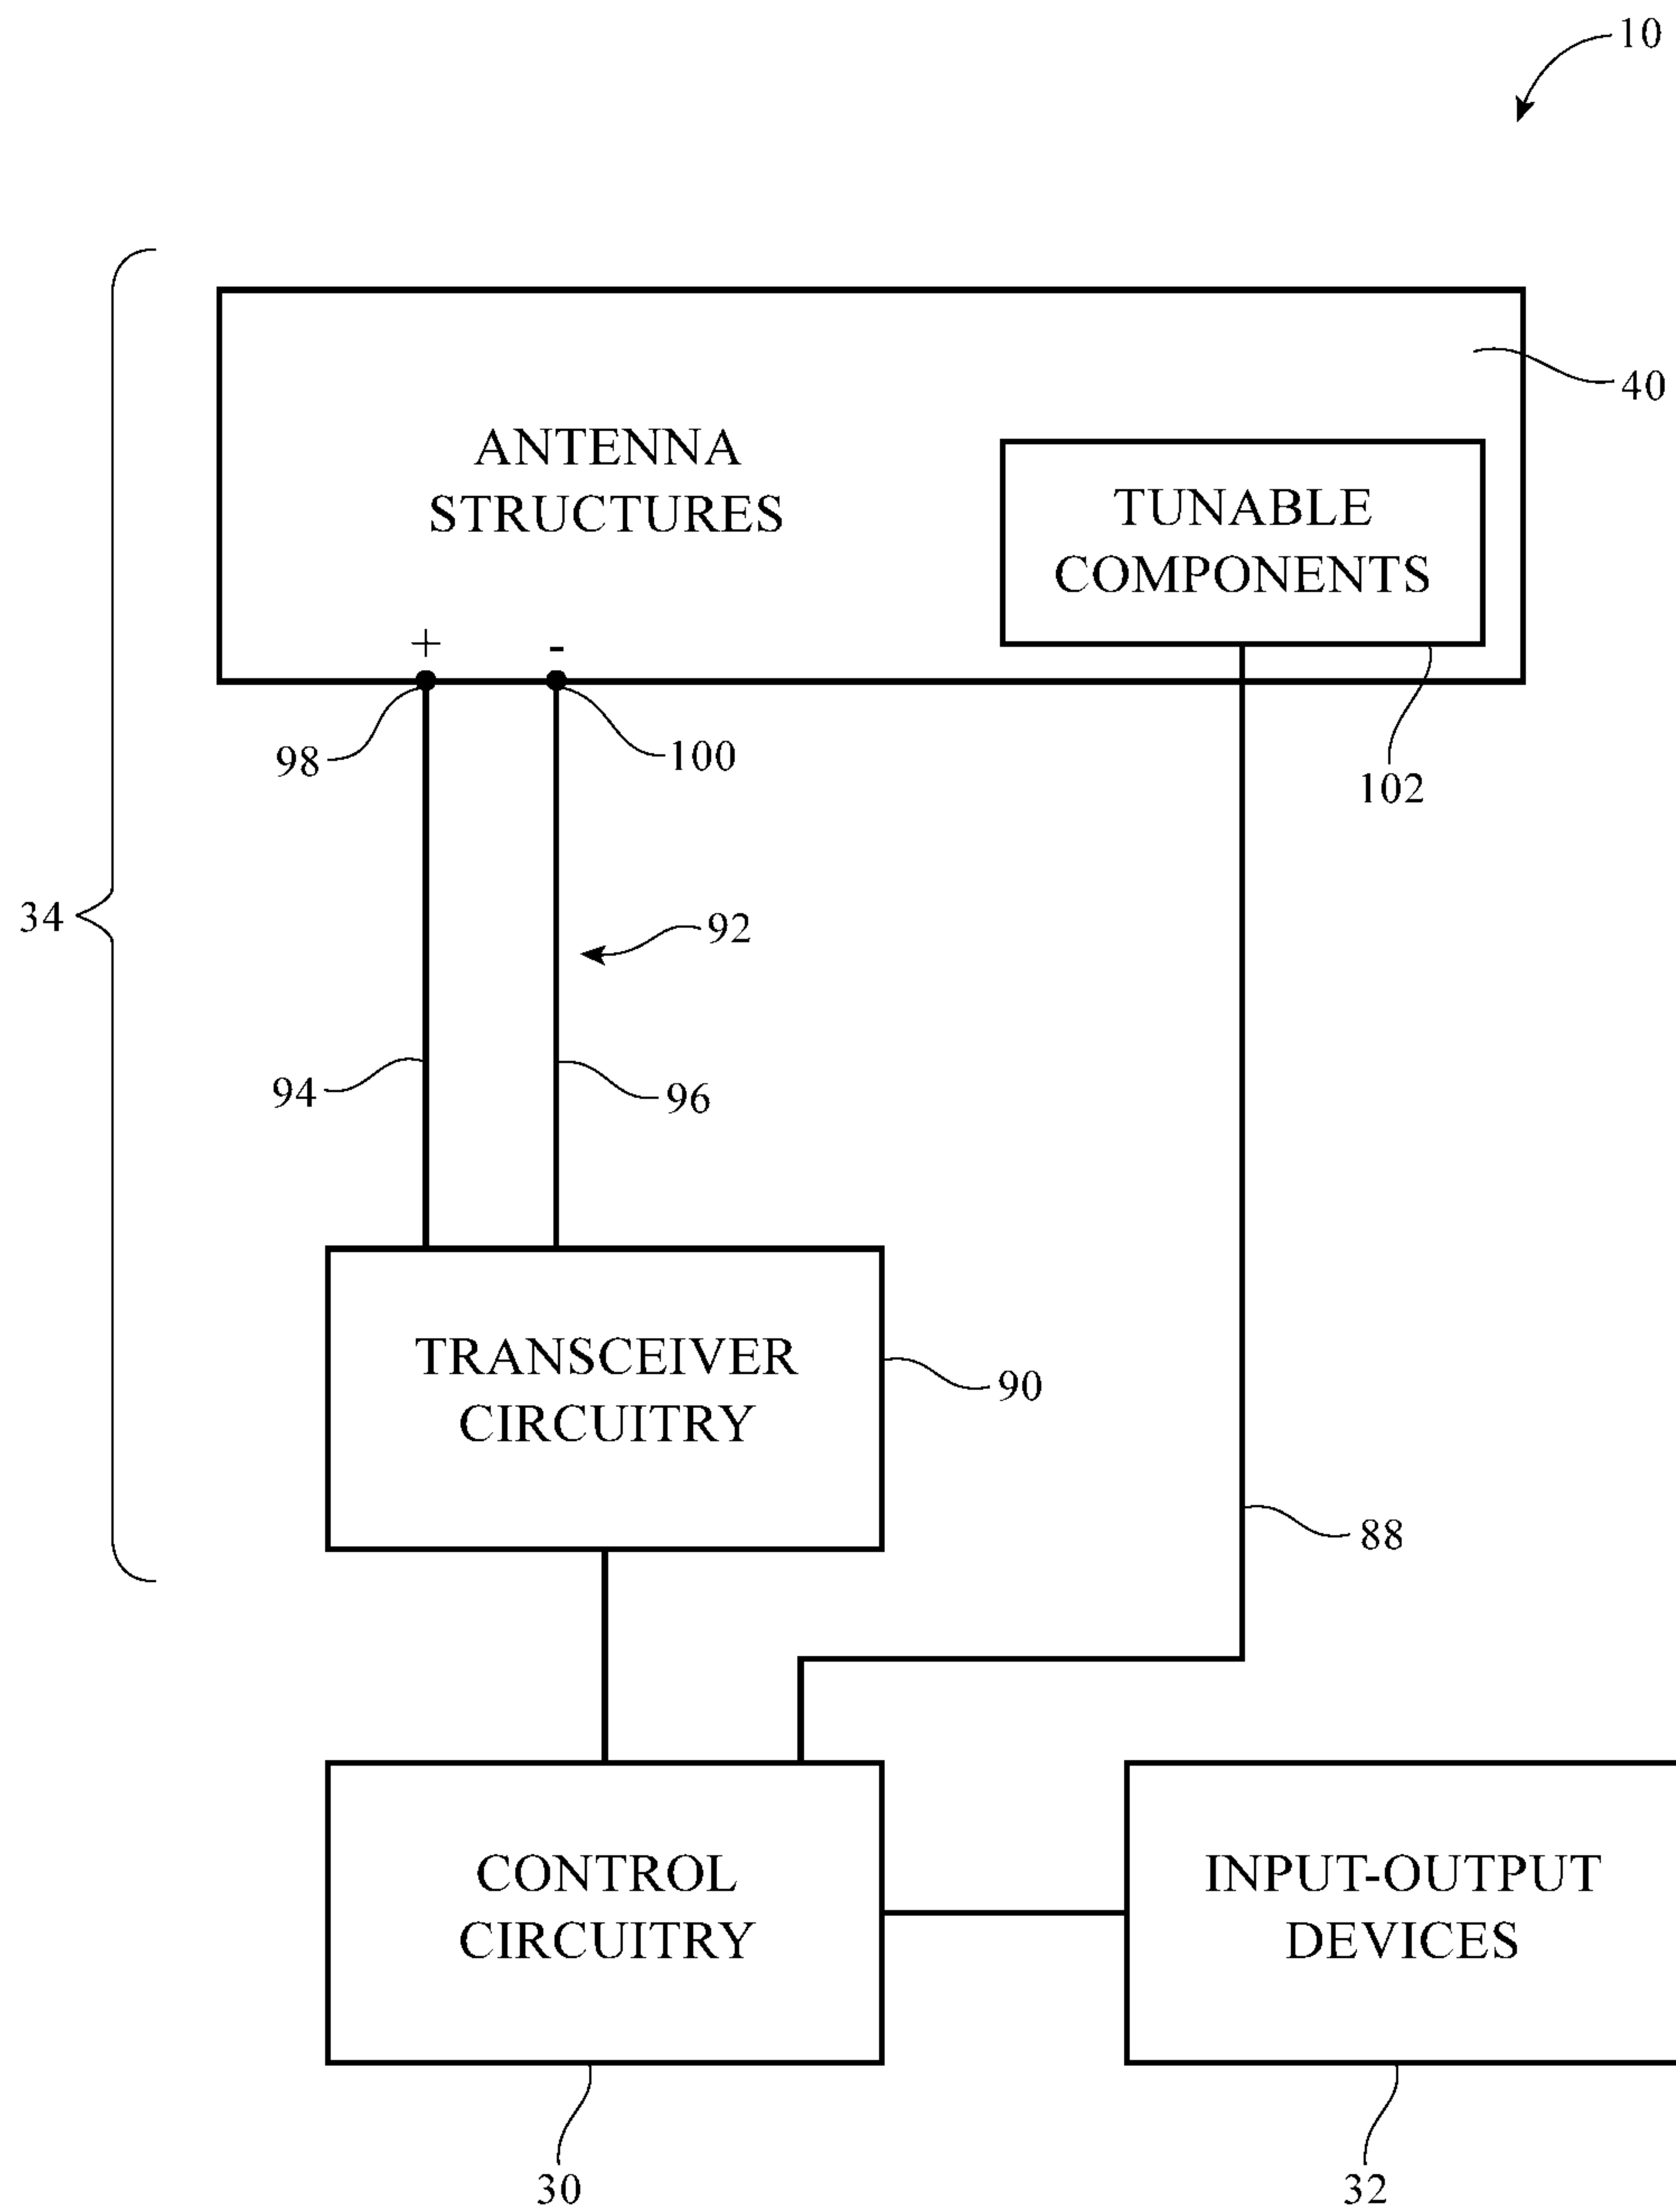 10
40
ANTENNA
STRUCTURES
TUNABLE
COMPONENTS
+
-
98
100
102
34
92
94
96
TRANSCEIVER
CIRCUITRY
90
88
CONTROL
CIRCUITRY
INPUT-OUTPUT
DEVICES
30
32